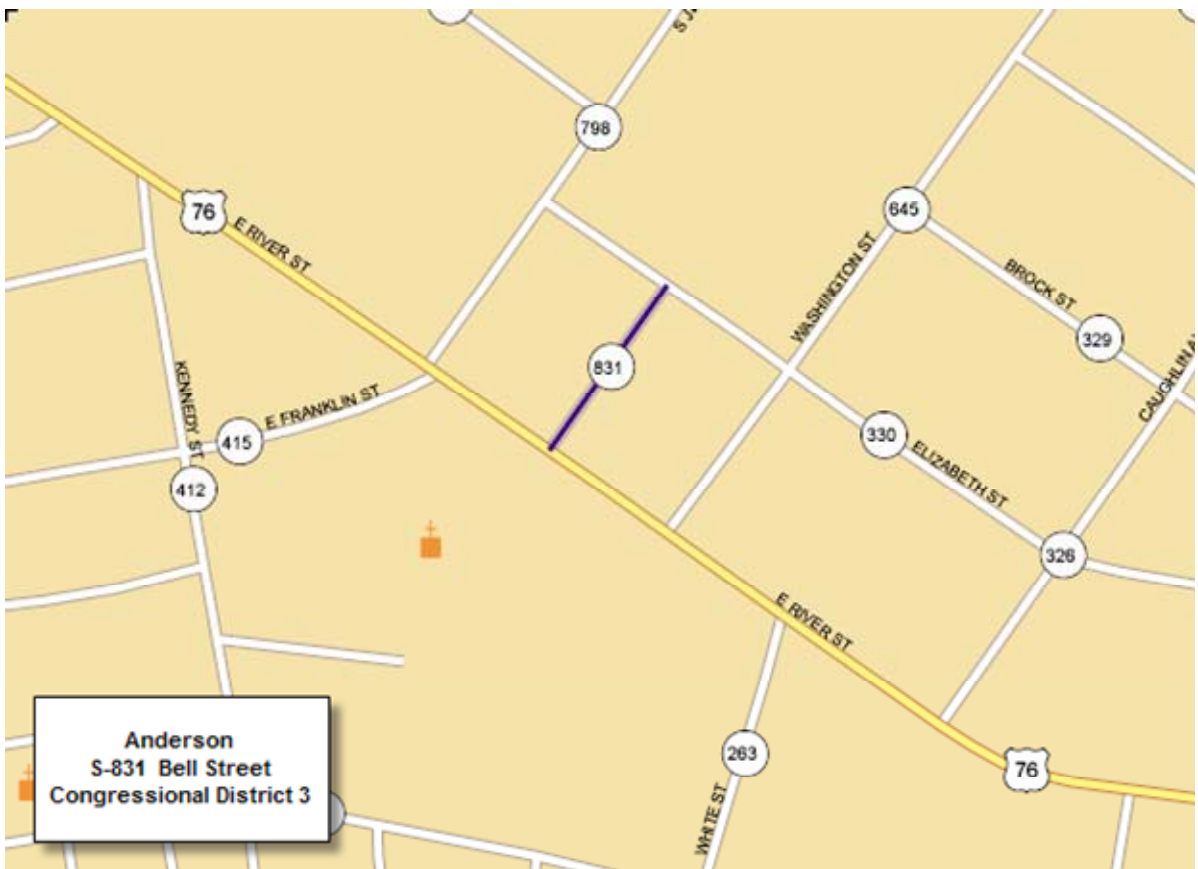 798
76
E RIVER ST
645
WASHINGTON ST
BROCK ST
329
831
KENNEDY ST
E FRANKLIN ST
415
412
330
ELIZABETH ST
326
E RIVER ST
263
WHITE ST
76
Anderson
S-831 Bell Street
Congressional District 3